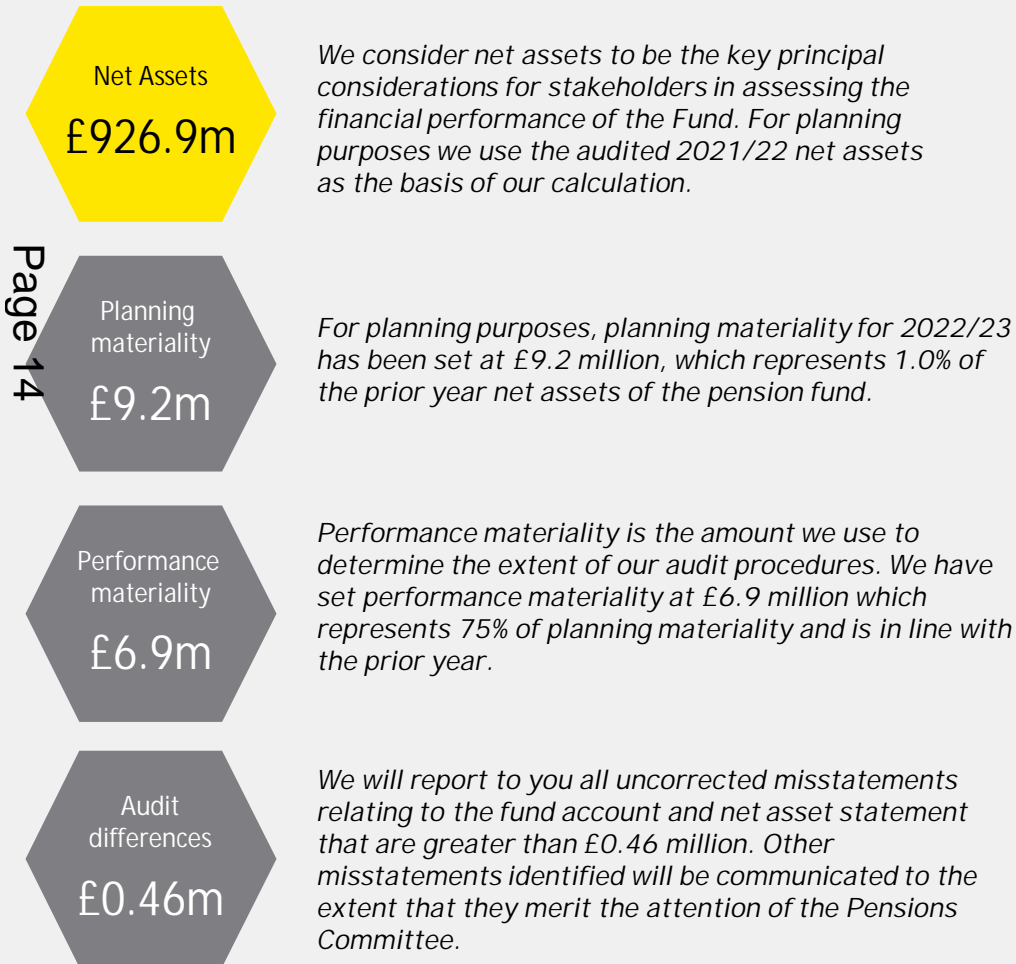 Net Assets
£926.9m
We consider net assets to be the key principal
considerations for stakeholders in assessing the
financial performance of the Fund. For planning
purposes we use the audited 2021/22 net assets
as the basis of our calculation.
Page 14
Planning
materiality
£9.2m
For planning purposes, planning materiality for 2022/23
has been set at £9.2 million, which represents 1.0% of
the prior year net assets of the pension fund.
Performance
materiality
£6.9m
Performance materiality is the amount we use to
determine the extent of our audit procedures. We have
set performance materiality at £6.9 million which
represents 75% of planning materiality and is in line with
the prior year.
Audit
differences
£0.46m
We will report to you all uncorrected misstatements
relating to the fund account and net asset statement
that are greater than £0.46 million. Other
misstatements identified will be communicated to the
extent that they merit the attention of the Pensions
Committee.